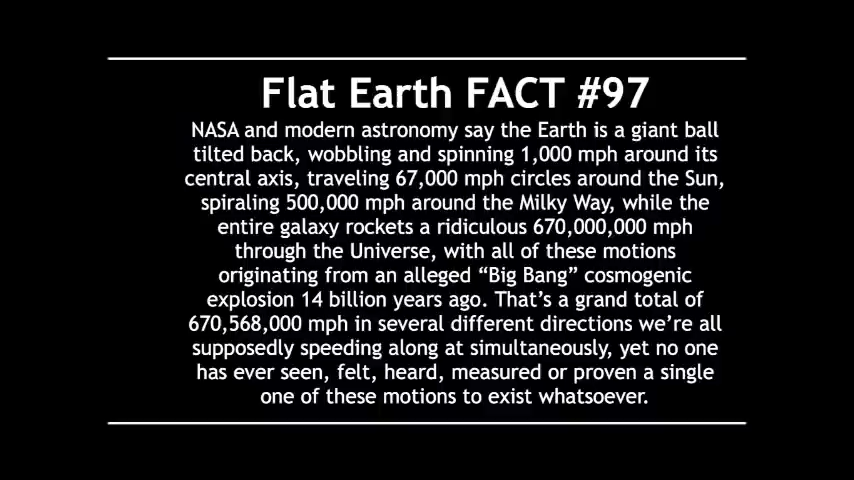 Flat Earth FACT #97
NASA and modern astronomy say the Earth is a giant ball
tilted back, wobbling and spinning 1,000 mph around its
central axis, traveling 67,000 mph circles around the Sun,
spiraling 500,000 mph around the Milky Way, while the
entire galaxy rockets a ridiculous 670,000,000 mph
through the Universe, with all of these motions
originating from an alleged “Big Bang” cosmogenic
explosion 14 billion years ago. That’s a grand total of
670,568,000 mph in several different directions we’re all
supposedly speeding along at simultaneously, yet no one
has ever seen, felt, heard, measured or proven a single
one of these motions to exist whatsoever.